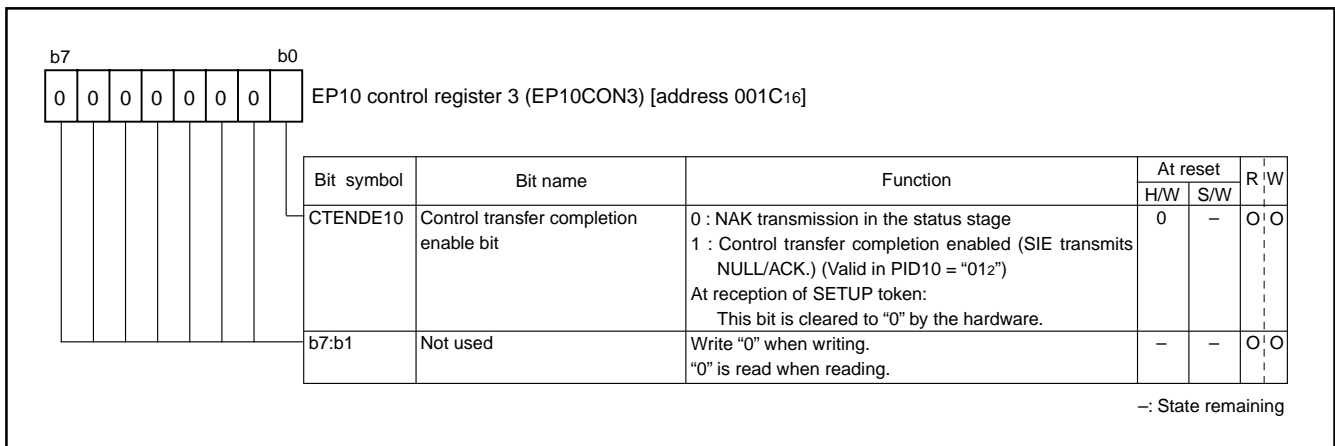 b7 b0
0 0 0 0 0 0 0
EP10 control register 3 (EP10CON3) [address 001C16]
Bit symbol Bit name Function At reset R W
H/W S/W
CTENDE10 Control transfer completion 0 : NAK transmission in the status stage 0 – O O
enable bit 1 : Control transfer completion enabled (SIE transmits
NULL/ACK.) (Valid in PID10 = “012”)
At reception of SETUP token:
This bit is cleared to “0” by the hardware.
b7:b1 Not used Write “0” when writing. – – O O
“0” is read when reading.
–: State remaining